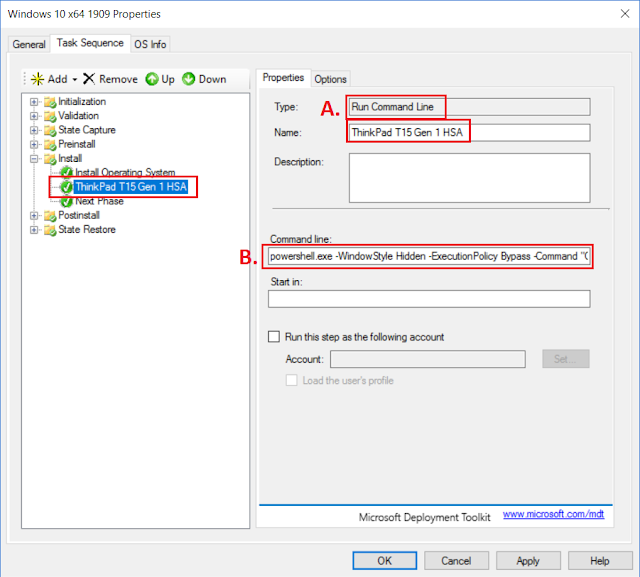 Windows 10 x64 1909 Properties
General Task Sequence OS Info
Add Remove Up Down
Initialization
Validation
State Capture
Preinstall
Install
Install Operating System
ThinkPad T15 Gen 1 HSA
Next Phase
Postinstall
State Restore
Properties Options
A.
Type: Run Command Line
Name: ThinkPad T15 Gen 1 HSA
Description:
Command line:
B. powershell.exe -WindowStyle Hidden -ExecutionPolicy Bypass -Command "(
Start in:
Run this step as the following account
Account: Set...
Load the user's profile
Microsoft Deployment Toolkit www.microsoft.com/mdt
OK Cancel Apply Help